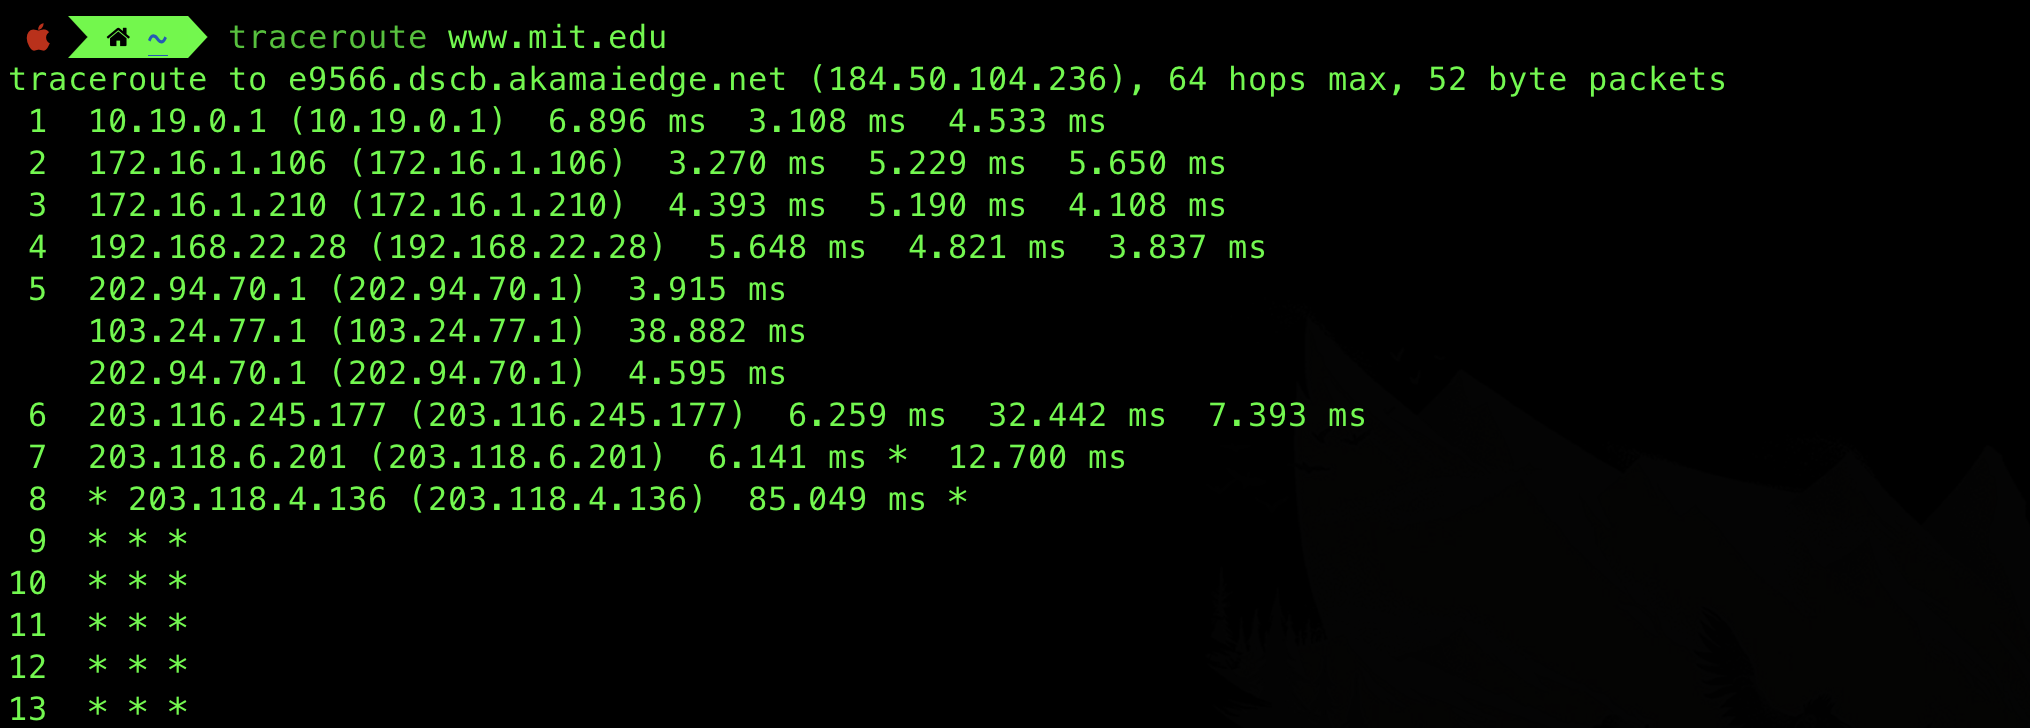 ~ traceroute www.mit.edu
traceroute to e9566.dscb.akamaiedge.net (184.50.104.236), 64 hops max, 52 byte packets
 1  10.19.0.1 (10.19.0.1)  6.896 ms  3.108 ms  4.533 ms
 2  172.16.1.106 (172.16.1.106)  3.270 ms  5.229 ms  5.650 ms
 3  172.16.1.210 (172.16.1.210)  4.393 ms  5.190 ms  4.108 ms
 4  192.168.22.28 (192.168.22.28)  5.648 ms  4.821 ms  3.837 ms
 5  202.94.70.1 (202.94.70.1)  3.915 ms
    103.24.77.1 (103.24.77.1)  38.882 ms
    202.94.70.1 (202.94.70.1)  4.595 ms
 6  203.116.245.177 (203.116.245.177)  6.259 ms  32.442 ms  7.393 ms
 7  203.118.6.201 (203.118.6.201)  6.141 ms *  12.700 ms
 8  * 203.118.4.136 (203.118.4.136)  85.049 ms *
 9  * * *
10  * * *
11  * * *
12  * * *
13  * * *